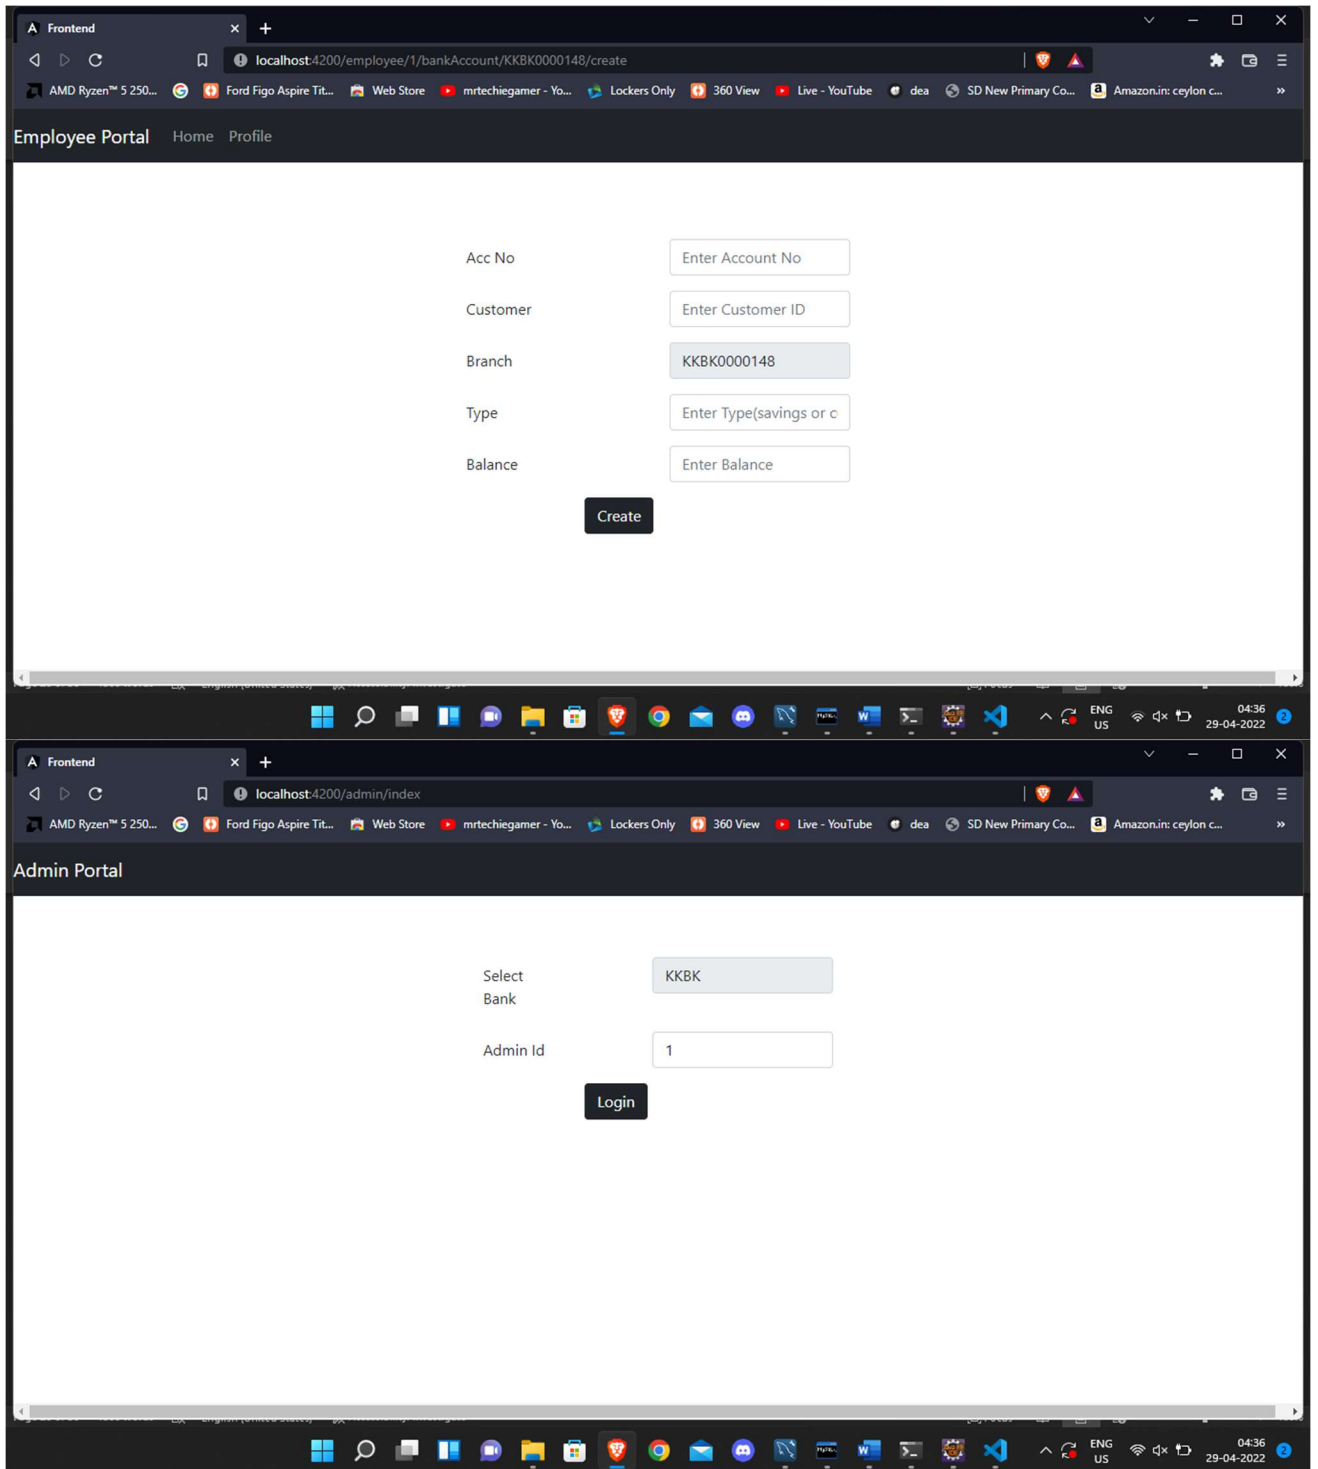 Frontend
localhost:4200/employee/1/bankAccount/KKBK0000148/create
AMD Ryzen™ 5 250... Ford Figo Aspire Tit... Web Store mrtechiegamer - Yo... Lockers Only 360 View Live - YouTube dea SD New Primary Co... Amazon.in: ceylon c... »
Employee Portal Home Profile
Acc No Enter Account No
Customer Enter Customer ID
Branch KKBK0000148
Type Enter Type(savings or c
Balance Enter Balance
Create
ENG 04:36
US 29-04-2022 2
Frontend
localhost:4200/admin/index
AMD Ryzen™ 5 250... Ford Figo Aspire Tit... Web Store mrtechiegamer - Yo... Lockers Only 360 View Live - YouTube dea SD New Primary Co... Amazon.in: ceylon c... »
Admin Portal
Select KKBK
Bank
Admin Id 1
Login
ENG 04:36
US 29-04-2022 2